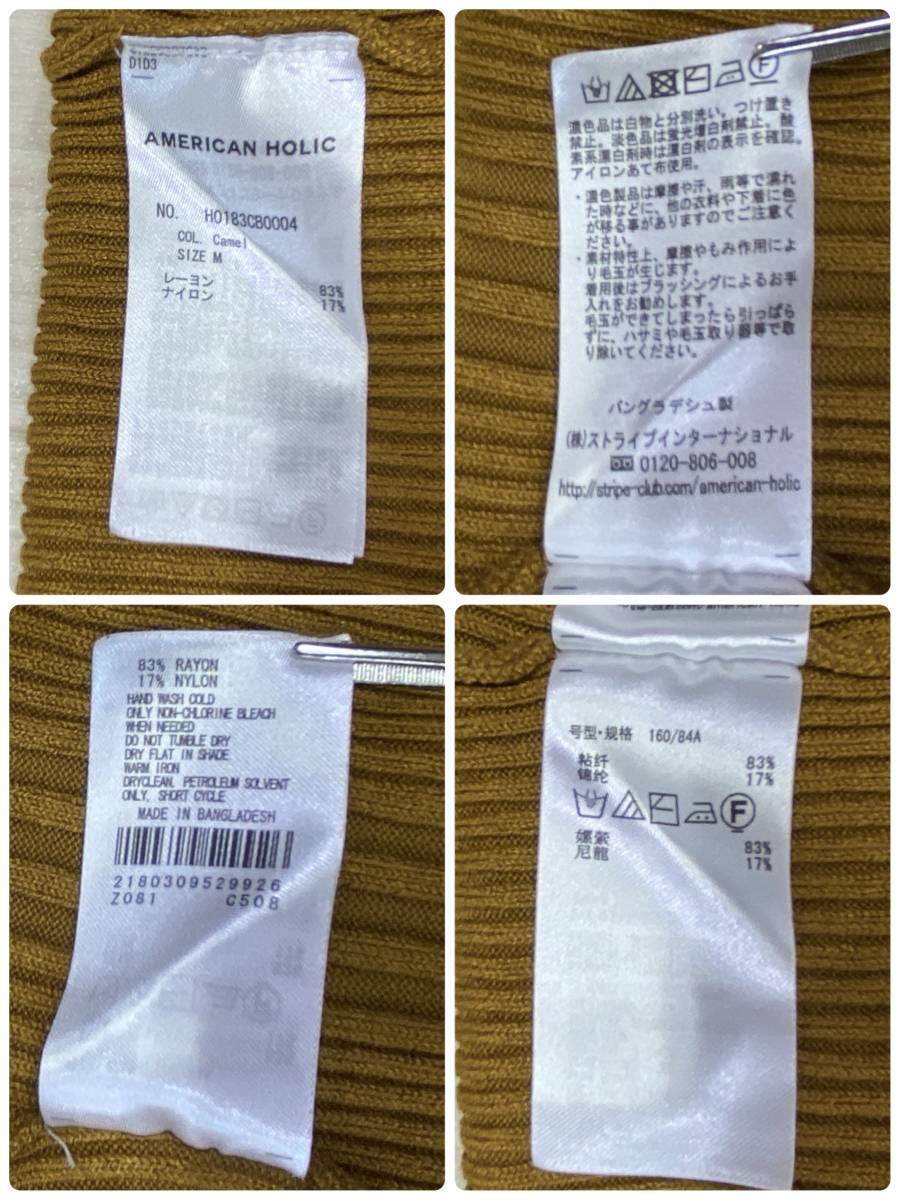 D1D3
AMERICAN HOLIC
NO. H0183CB0004
COL. Camel
SIZE M
レーヨン 83%
ナイロン 17%
濃色品は白物と分別洗い。つけ置き
禁止。淡色品は蛍光増白剤禁止。酸
素系漂白剤時は漂白剤の表示を確認。
アイロンあて布使用。
・濃色製品は摩擦や汗、雨等で濡れ
た時などに、他の衣料や下着に色
が移る事がありますのでご注意く
ださい。
・素材特性上、摩擦やもみ作用によ
り毛玉が生じます。
着用後はブラッシングによるお手
入れをお勧めします。
毛玉ができてしまったら引っぱら
ずに、ハサミや毛玉取り器等で取
り除いてください。
バングラデシュ製
(株)ストライプインターナショナル
0120-806-008
http://stripe-club.com/american-holic
83% RAYON
17% NYLON
HAND WASH COLD
ONLY NON-CHLORINE BLEACH
WHEN NEEDED
DO NOT TUMBLE DRY
DRY FLAT IN SHADE
WARM IRON
DRYCLEAN, PETROLEUM SOLVENT
ONLY, SHORT CYCLE
MADE IN BANGLADESH
2180309529926
Z081 C508
号型·规格 160/84A
粘纤 83%
锦纶 17%
F
嫘縈 83%
尼龍 17%